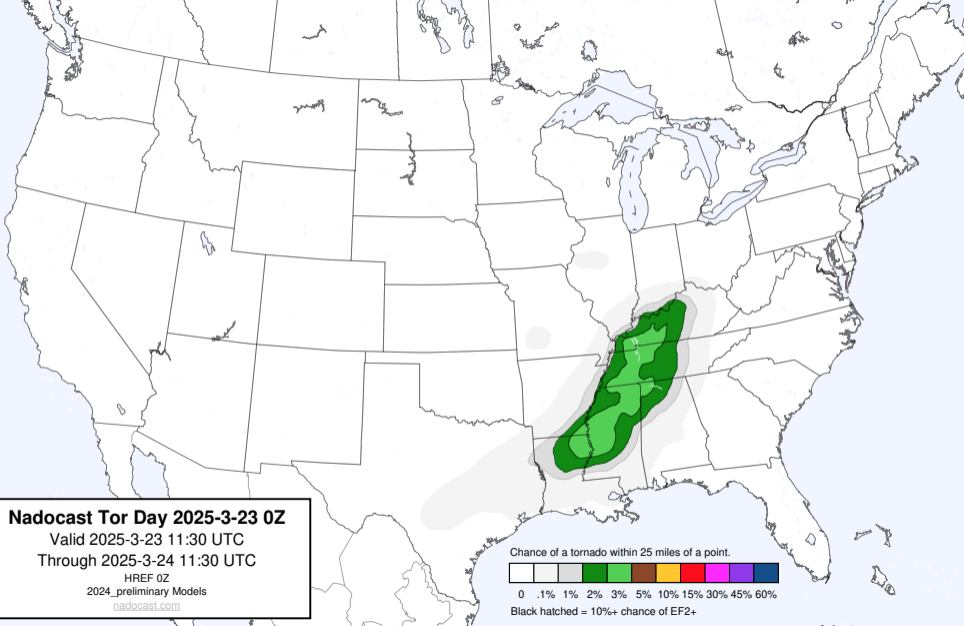 Nadocast Tor Day 2025-3-23 0Z
Valid 2025-3-23 11:30 UTC
Through 2025-3-24 11:30 UTC
HREF 0Z
2024_preliminary Models
nadocast.com
Chance of a tornado within 25 miles of a point.
0 .1% 1% 2% 3% 5% 10% 15% 30% 45% 60%
Black hatched = 10%+ chance of EF2+